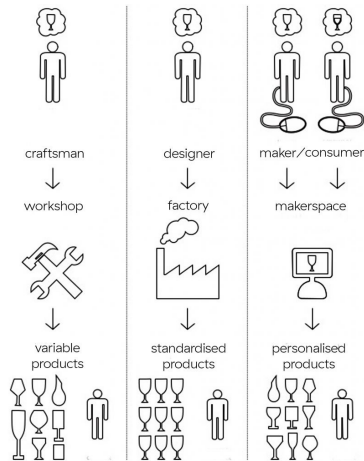 craftsman
designer
maker/consumer
workshop
factory
makerspace
variable
products
standardised
products
personalised
products